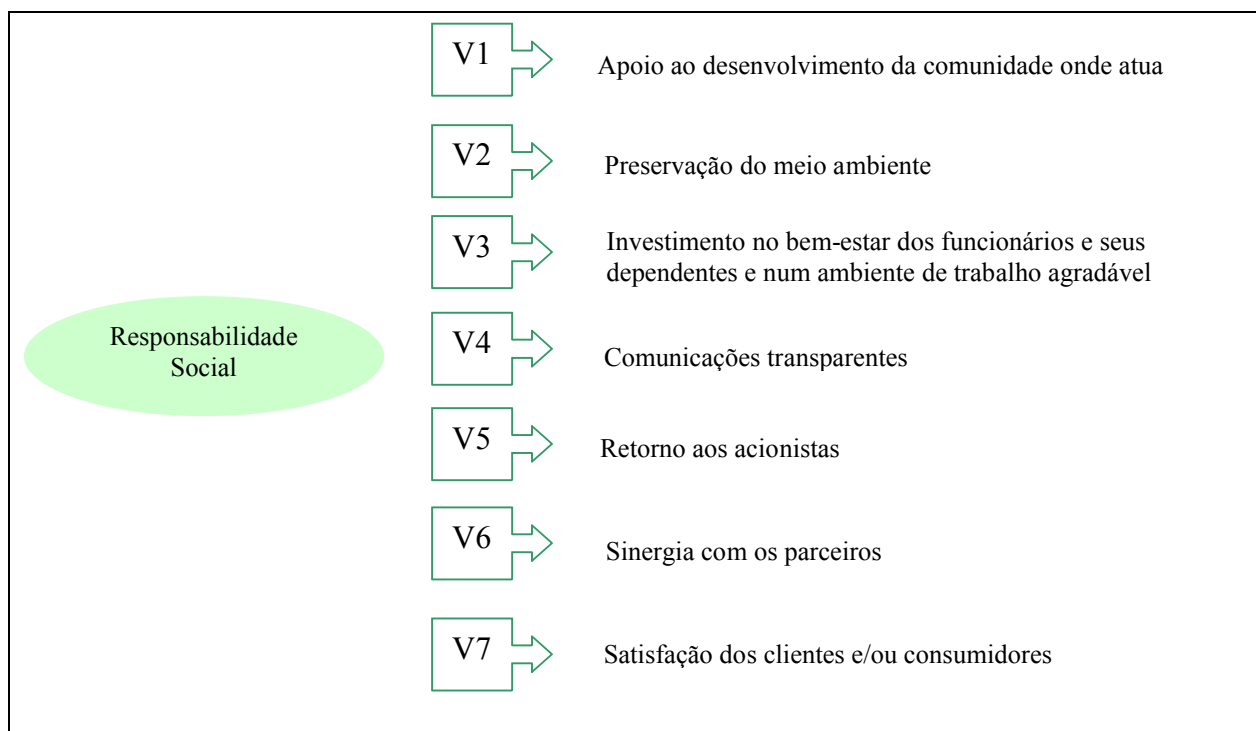 V1
Apoio ao desenvolvimento da comunidade onde atua
V2
Preservação do meio ambiente
V3
Investimento no bem-estar dos funcionários e seus
dependentes e num ambiente de trabalho agradável
Responsabilidade
Social
V4
Comunicações transparentes
V5
Retorno aos acionistas
V6
Sinergia com os parceiros
V7
Satisfação dos clientes e/ou consumidores